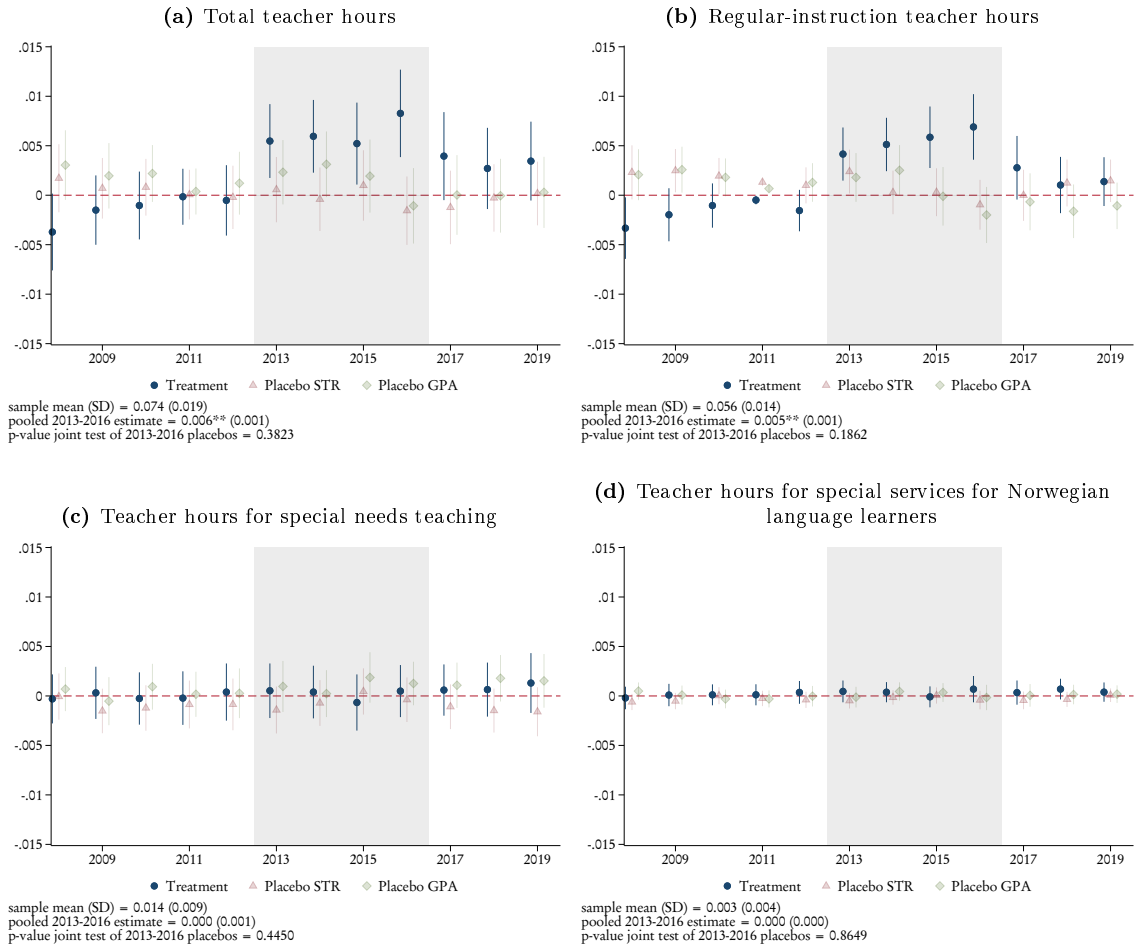 (a) Total teacher hours
.015
.01
.005
0
-.005
-.01
-.015
2009 2011 2013 2015 2017 2019
Treatment Placebo STR Placebo GPA
sample mean (SD) = 0.074 (0.019)
pooled 2013-2016 estimate = 0.006** (0.001)
p-value joint test of 2013-2016 placebos = 0.3823
(b) Regular-instruction teacher hours
.015
.01
.005
0
-.005
-.01
-.015
2009 2011 2013 2015 2017 2019
Treatment Placebo STR Placebo GPA
sample mean (SD) = 0.056 (0.014)
pooled 2013-2016 estimate = 0.005** (0.001)
p-value joint test of 2013-2016 placebos = 0.1862
(c) Teacher hours for special needs teaching
.015
.01
.005
0
-.005
-.01
-.015
2009 2011 2013 2015 2017 2019
Treatment Placebo STR Placebo GPA
sample mean (SD) = 0.014 (0.009)
pooled 2013-2016 estimate = 0.000 (0.001)
p-value joint test of 2013-2016 placebos = 0.4450
(d) Teacher hours for special services for Norwegian
language learners
.015
.01
.005
0
-.005
-.01
-.015
2009 2011 2013 2015 2017 2019
Treatment Placebo STR Placebo GPA
sample mean (SD) = 0.003 (0.004)
pooled 2013-2016 estimate = 0.000 (0.000)
p-value joint test of 2013-2016 placebos = 0.8649